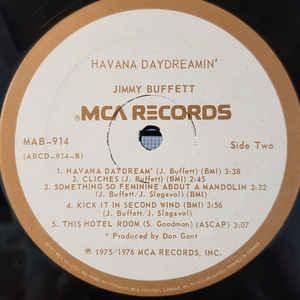 HAVANA DAYDREAMIN'
JIMMY BUFFETT
MCA RECORDS
MAB-914
Side Two
(ABCD-914-B)
1. HAVANA DAYDREAM' (J. Buffett) (BMI) 3:38
2. CLICHES (J. Buffett) (BMI) 2:45
3. SOMETHING SO FEMININE ABOUT A MANDOLIN 3:32
(J. Buffett/J. Slagsvol) (BMI)
4. KICK IT IN SECOND WIND (BMI) 3:56
(J. Buffett/J. Slagsvol)
5. THIS HOTEL ROOM (S. Goodman) (ASCAP) 3:07
* Produced by Don Gant
℗ 1975/1976 MCA RECORDS, INC.